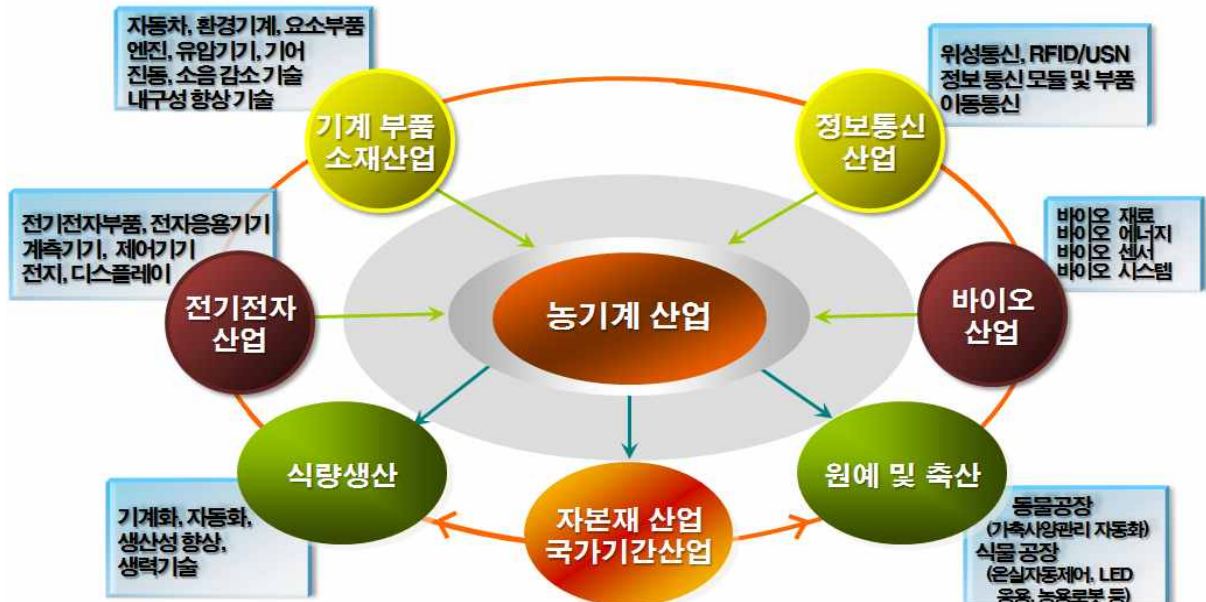 자동차, 환경기계, 요소부품
엔진, 유압기기, 기어
진동, 소음 감소 기술
내구성 향상 기술
기계 부품
소재산업
위성통신, RFID/USN
정보 통신 모듈 및 부품
이동통신
정보통신
산업
전기전자부품, 전자응용기기
계측기기, 제어기기
전지, 디스플레이
전기전자
산업
바이오 재료
바이오 에너지
바이오 센서
바이오 시스템
바이오
산업
농기계 산업
식량생산
기계화, 자동화,
생산성 향상,
생력기술
자본재 산업
국가기간산업
원예 및 축산
동물공장
(가축사양관리 자동화)
식물 공장
(온실자동제어, LED
응용, 농용로봇 등)